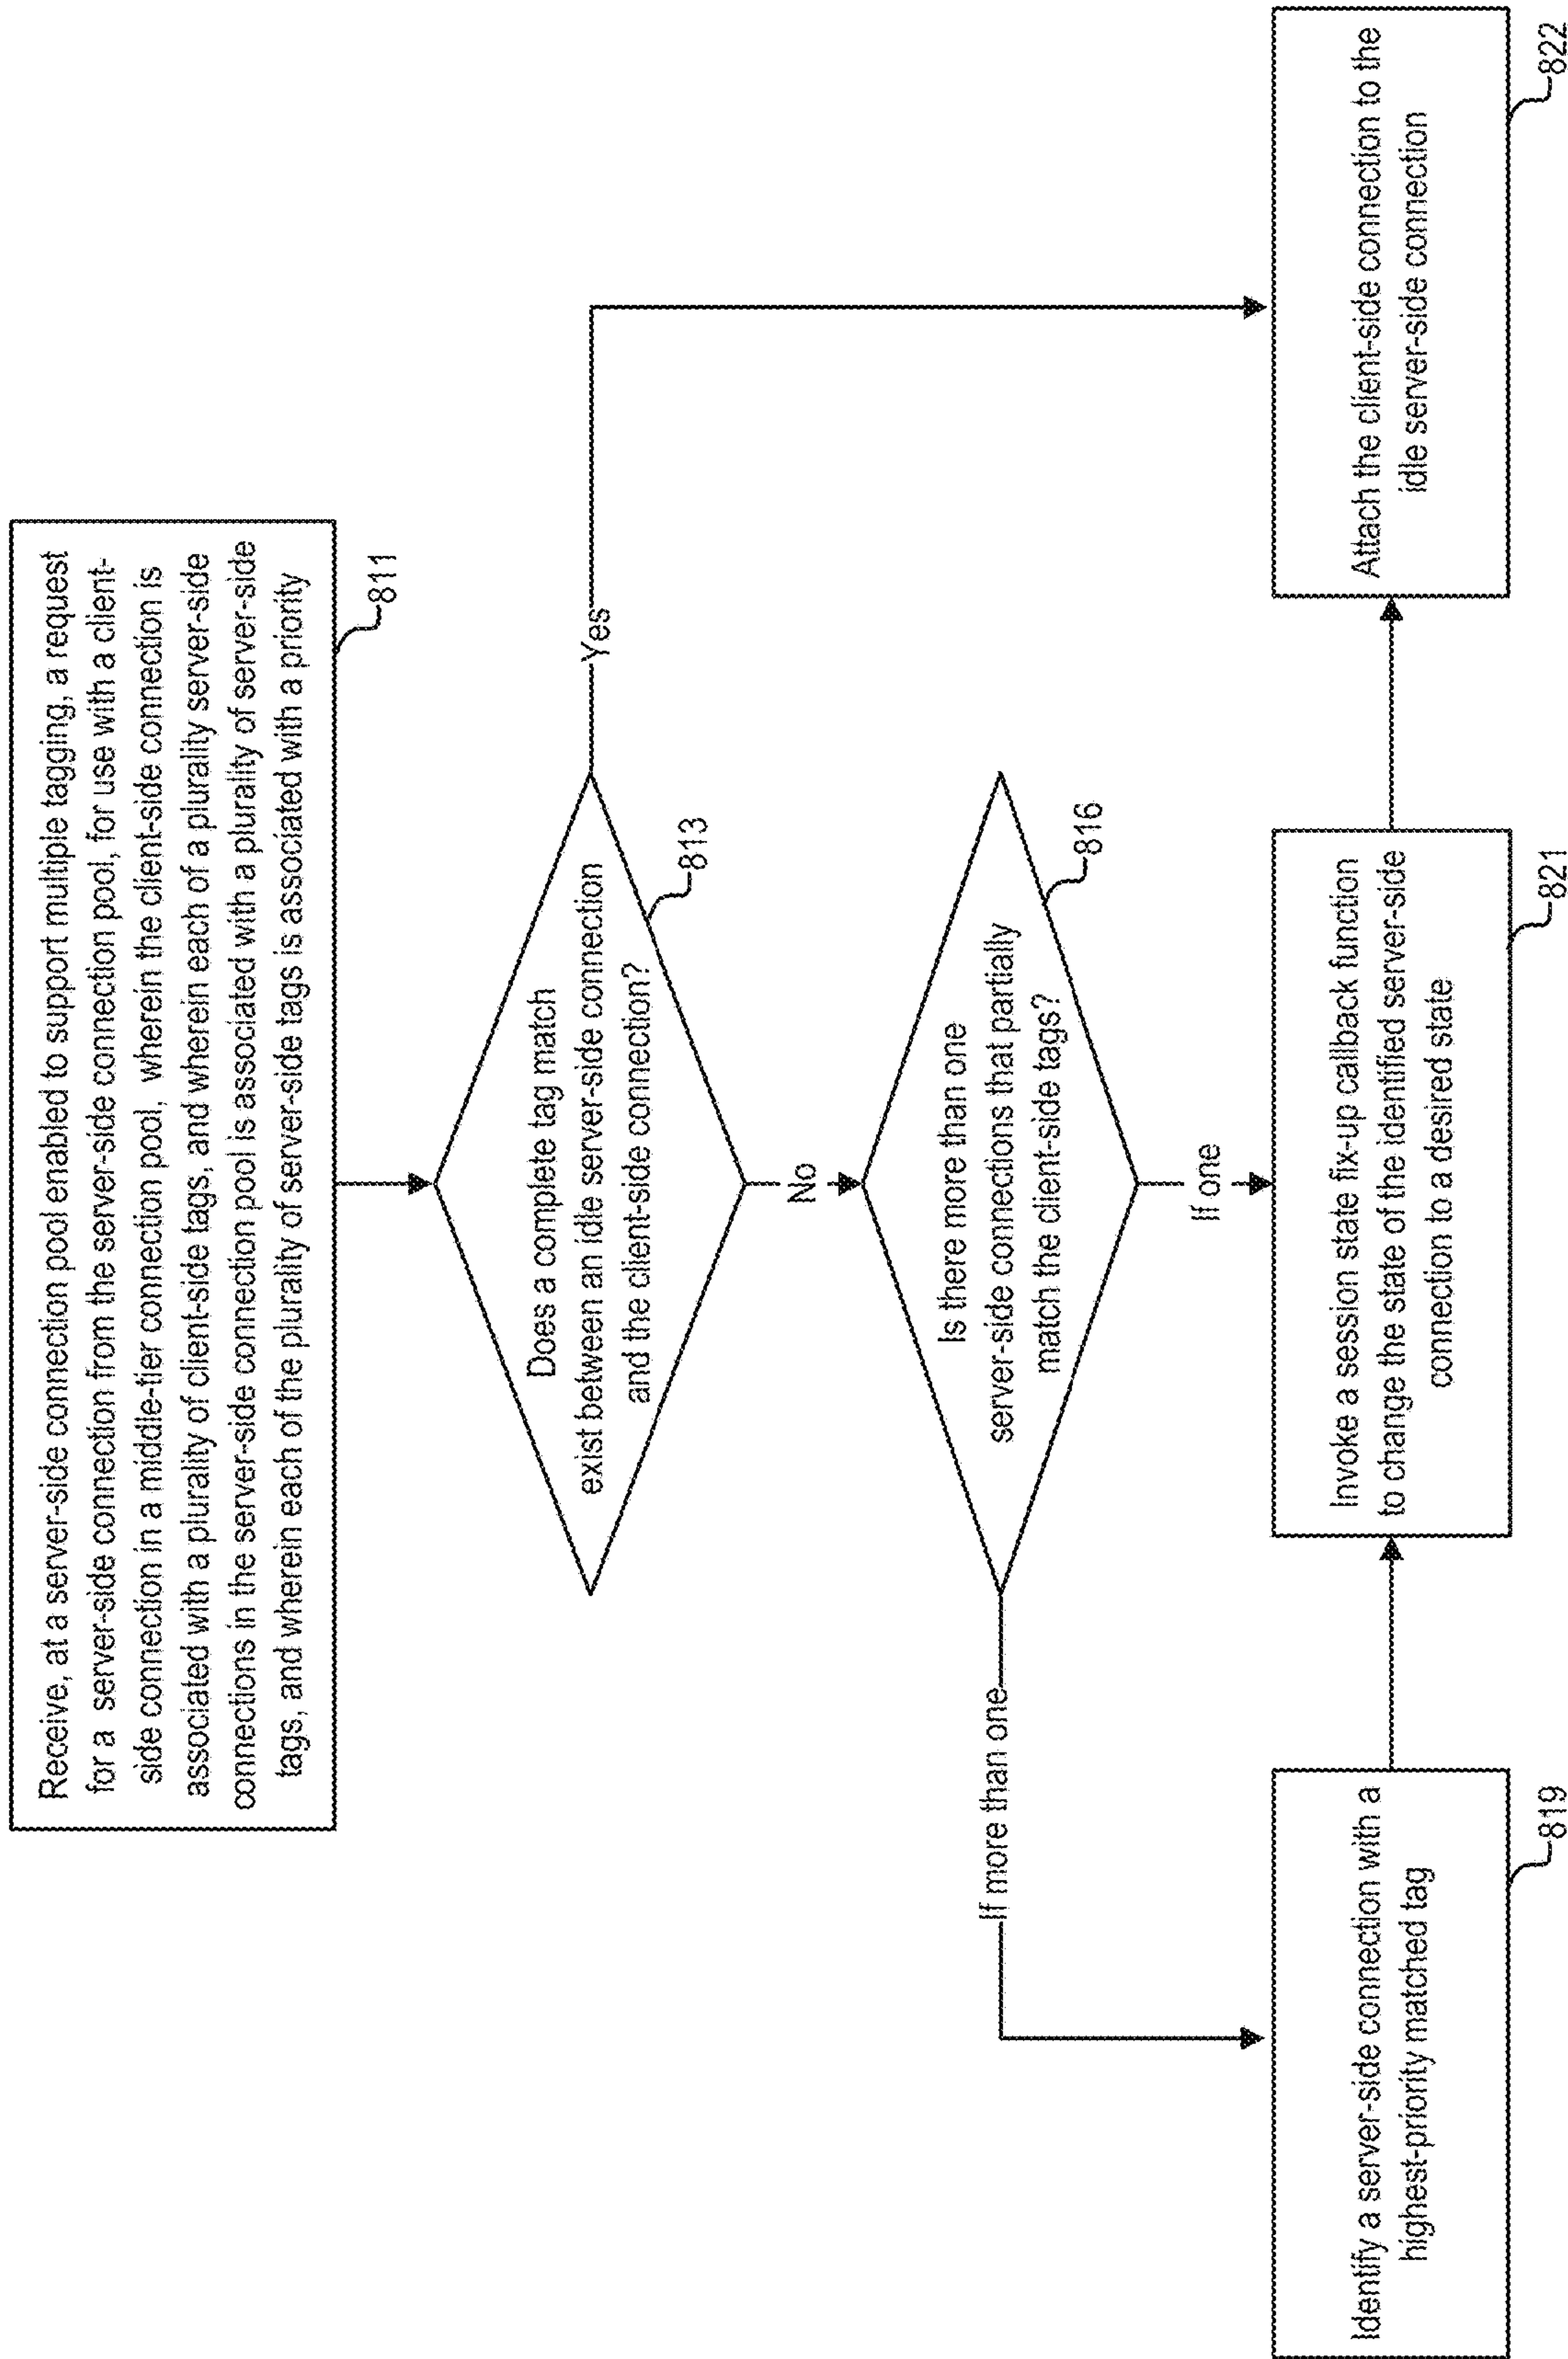 Receive, at a server-side connection pool enabled to support multiple tagging, a request
for a server-side connection from the server-side connection pool, for use with a client-
side connection in a middle-tier connection pool, wherein the client-side connection is
associated with a plurality of client-side tags, and wherein each of a plurality server-side
connections in the server-side connection pool is associated with a plurality of server-side
tags, and wherein each of the plurality of server-side tags is associated with a priority
811
Does a complete tag match
exist between an idle server-side connection
and the client-side connection?
813
Yes
No
Is there more than one
server-side connections that partially
match the client-side tags?
816
If more than one
If one
Identify a server-side connection with a
highest-priority matched tag
819
Invoke a session state fix-up callback function
to change the state of the identified server-side
connection to a desired state
821
Attach the client-side connection to the
idle server-side connection
822